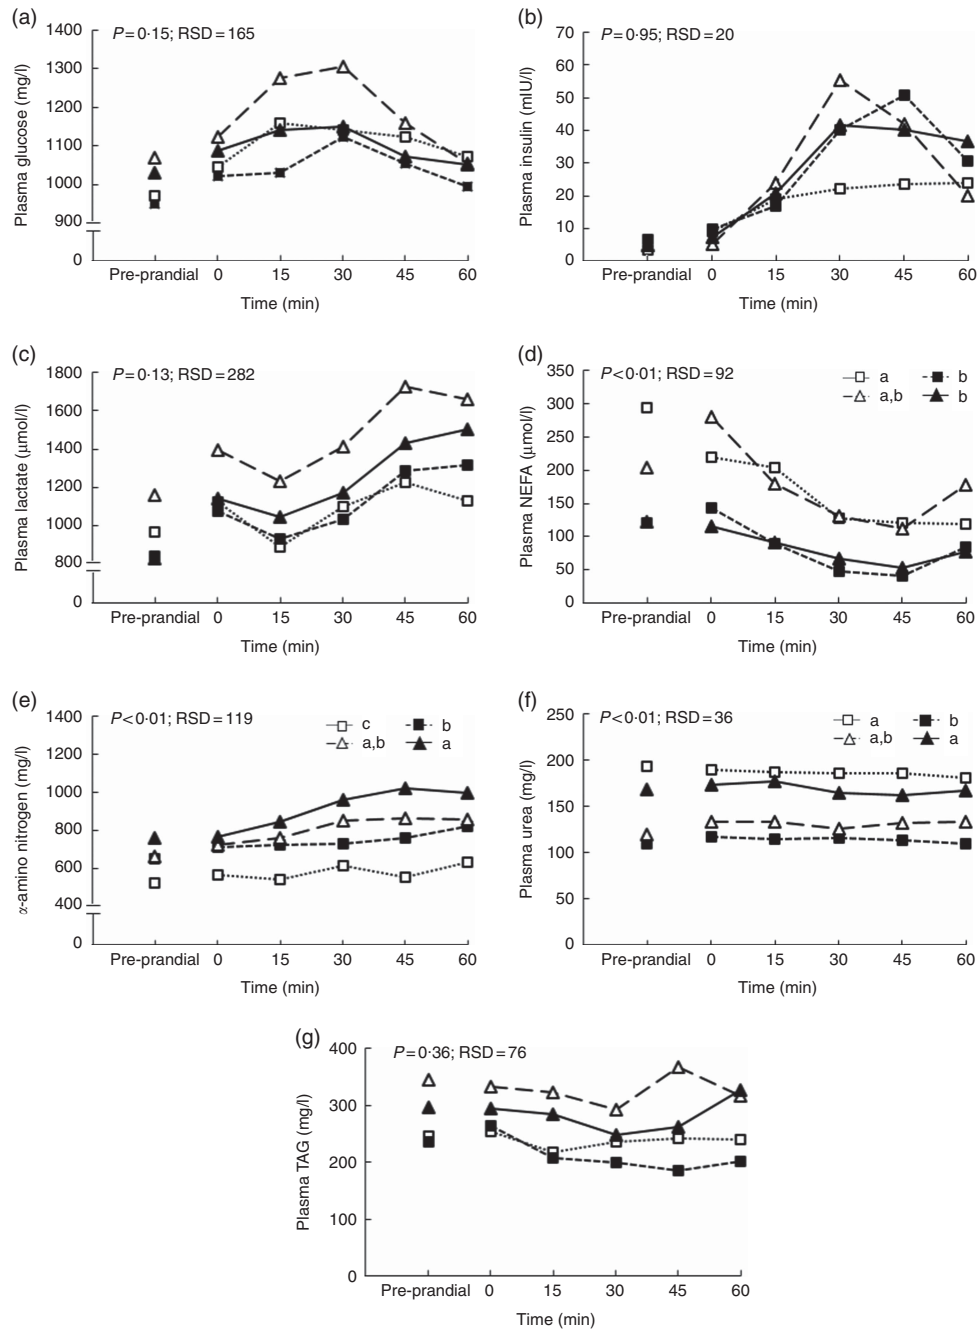 (a)
P=0·15; RSD=165
Plasma glucose (mg/l)
1400
1300
1200
1100
1000
900
0
Pre-prandial 0 15 30 45 60
Time (min)
(b)
P=0·95; RSD=20
Plasma insulin (mIU/l)
70
60
50
40
30
20
10
0
Pre-prandial 0 15 30 45 60
Time (min)
(c)
P=0·13; RSD=282
Plasma lactate (μmol/l)
1800
1600
1400
1200
1000
800
0
Pre-prandial 0 15 30 45 60
Time (min)
(d)
P<0·01; RSD=92
a b
a,b b
Plasma NEFA (μmol/l)
350
300
250
200
150
100
50
0
Pre-prandial 0 15 30 45 60
Time (min)
(e)
P<0·01; RSD=119
c b
a,b a
α-amino nitrogen (mg/l)
1400
1200
1000
800
600
400
0
Pre-prandial 0 15 30 45 60
Time (min)
(f)
P<0·01; RSD=36
a b
a,b a
Plasma urea (mg/l)
250
200
150
100
50
0
Pre-prandial 0 15 30 45 60
Time (min)
(g)
P=0·36; RSD=76
Plasma TAG (mg/l)
400
300
200
100
0
Pre-prandial 0 15 30 45 60
Time (min)